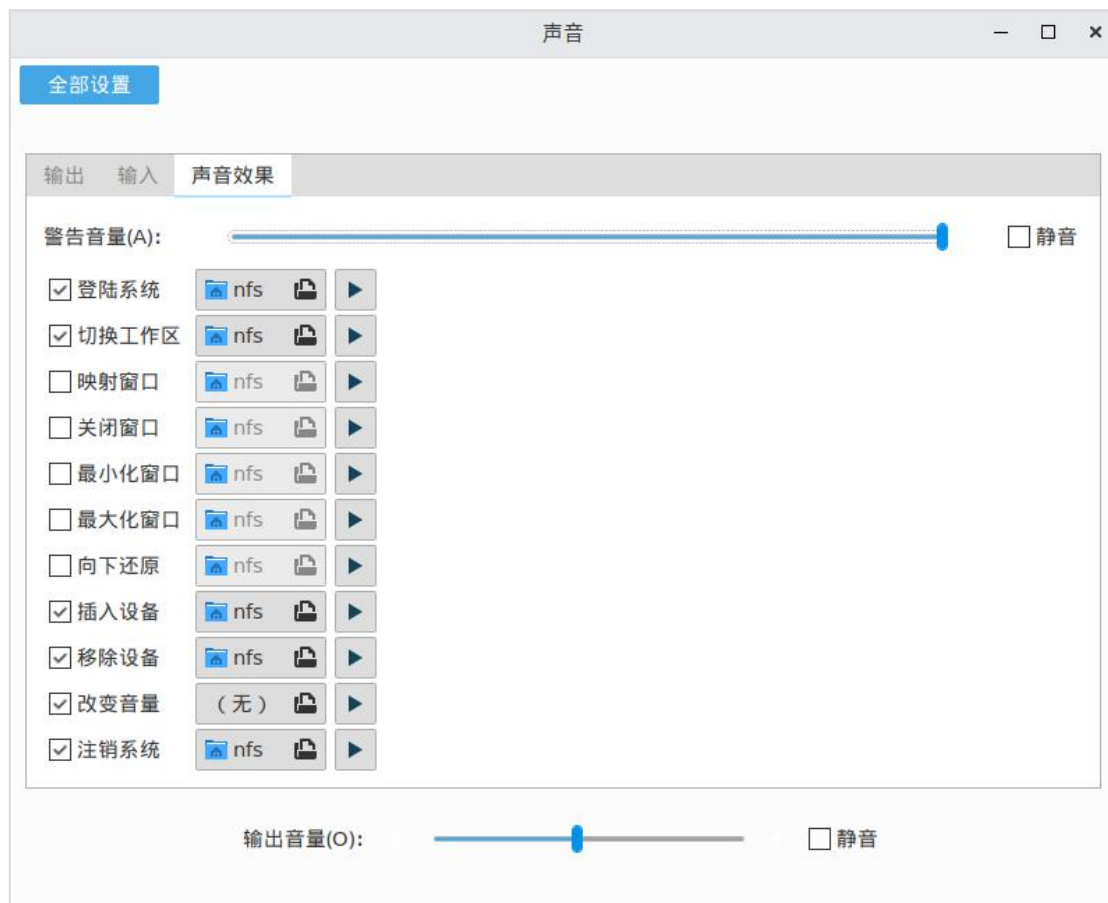 声音
全部设置
输出 输入 声音效果
警告音量(A)： 静音
登陆系统 nfs
切换工作区 nfs
映射窗口 nfs
关闭窗口 nfs
最小化窗口 nfs
最大化窗口 nfs
向下还原 nfs
插入设备 nfs
移除设备 nfs
改变音量 （无）
注销系统 nfs
输出音量(O)： 静音